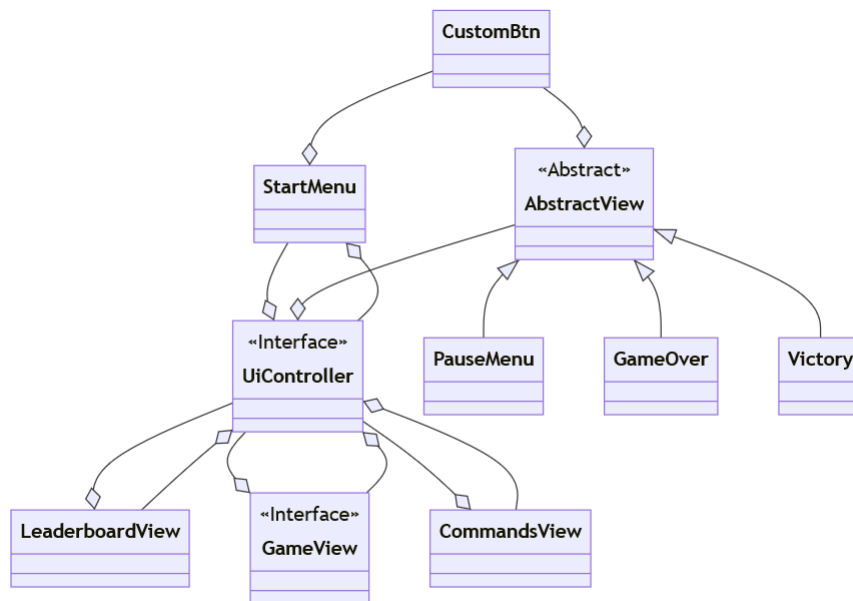 CustomBtn
StartMenu
«Abstract»
AbstractView
«Interface»
UiController
PauseMenu
GameOver
Victory
LeaderboardView
«Interface»
GameView
CommandsView